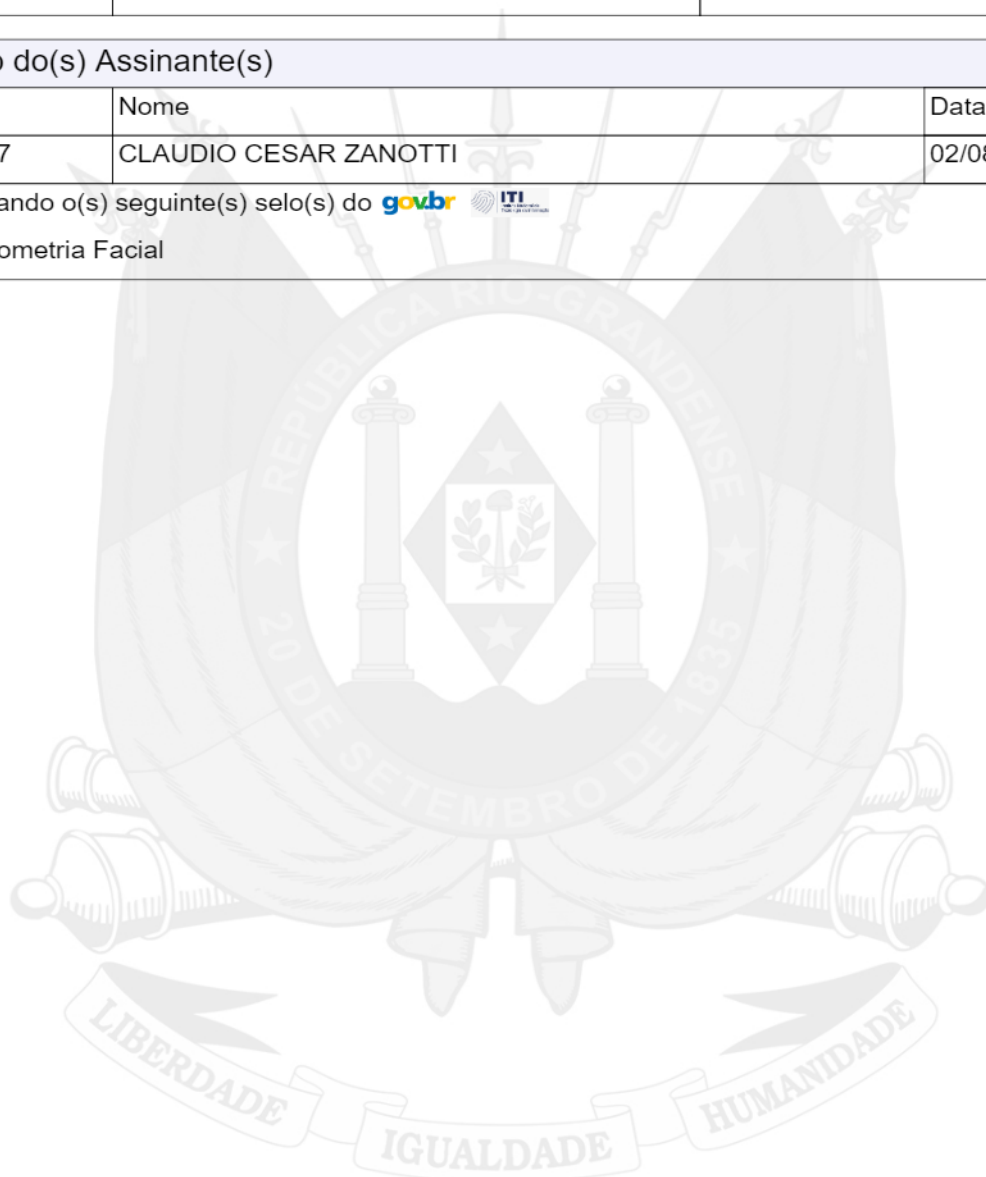 o do(s) Assinante(s)
Nome
Data
7
CLAUDIO CESAR ZANOTTI
02/08
ando o(s) seguinte(s) selo(s) do gov.br ITI
ometria Facial
REPÚBLICA RIO-GRANDENSE
20 DE SETEMBRO DE 1835
LIBERDADE
IGUALDADE
HUMANIDADE